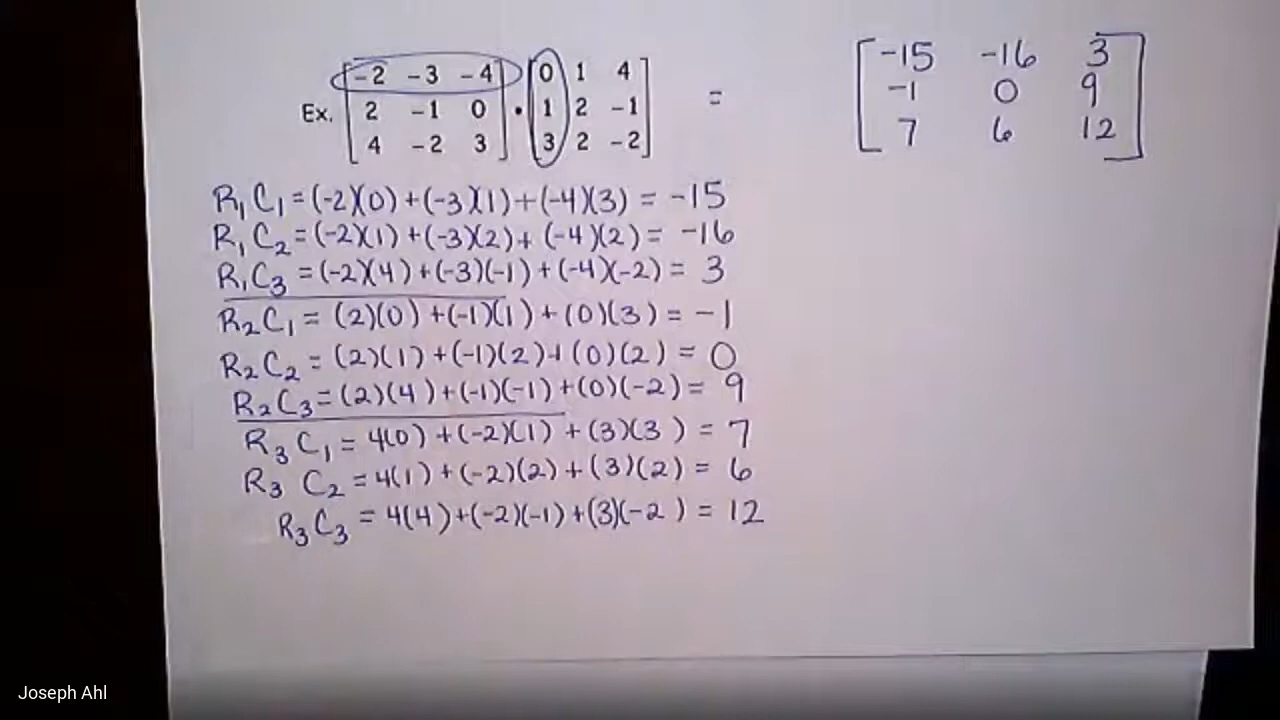 [-2 -3 -4] [0 1 4] [-15 -16 3]
Ex. [2 -1 0] • [1 2 -1] = [-1 0 9]
[4 -2 3] [3 2 -2] [7 6 12]
R₁C₁=(-2)(0)+(-3)(1)+(-4)(3) = -15
R₁C₂=(-2)(1)+(-3)(2)+(-4)(2)= -16
R₁C₃=(-2)(4)+(-3)(-1)+(-4)(-2)= 3
R₂C₁= (2)(0)+(-1)(1)+(0)(3)= -1
R₂C₂= (2)(1)+(-1)(2)+(0)(2) = 0
R₂C₃=(2)(4)+(-1)(-1)+(0)(-2)= 9
R₃C₁= 4(0)+(-2)(1)+(3)(3) = 7
R₃C₂=4(1)+(-2)(2)+(3)(2)= 6
R₃C₃= 4(4)+(-2)(-1)+(3)(-2) = 12
Joseph Ahl